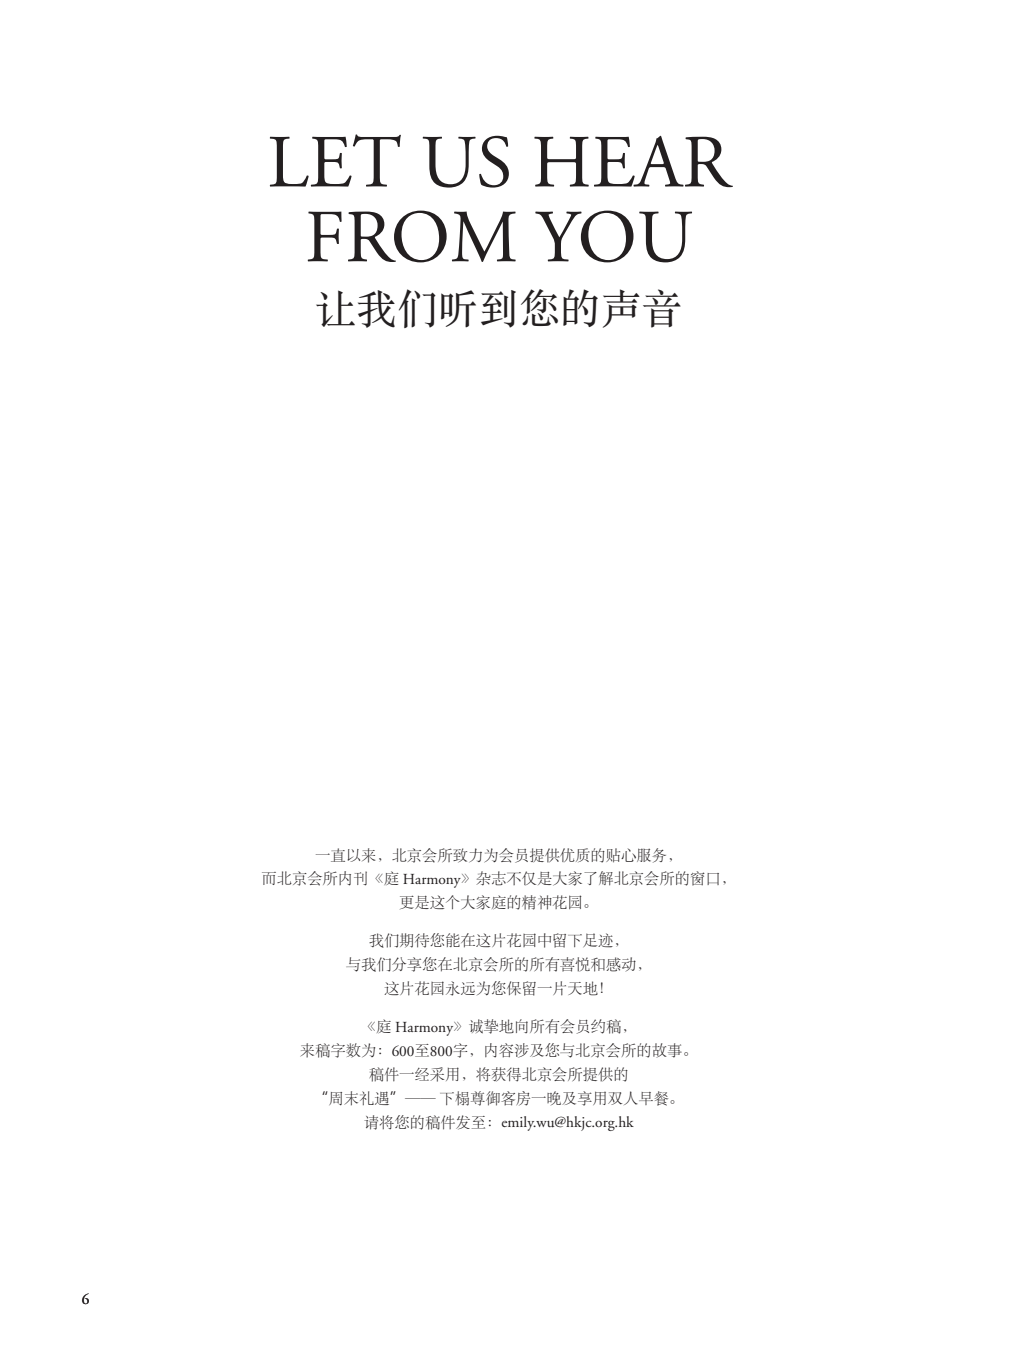 LET US HEAR
FROM YOU
让我们听到您的声音
一直以来，北京会所致力为会员提供优质的贴心服务，
而北京会所内刊《庭 Harmony》杂志不仅是大家了解北京会所的窗口，
更是这个大家庭的精神花园。
我们期待您能在这片花园中留下足迹，
与我们分享您在北京会所的所有喜悦和感动，
这片花园永远为您保留一片天地！
《庭 Harmony》诚挚地向所有会员约稿，
来稿字数为：600至800字，内容涉及您与北京会所的故事。
稿件一经采用，将获得北京会所提供的
“周末礼遇”—— 下榻尊御客房一晚及享用双人早餐。
请将您的稿件发至：emily.wu@hkjc.org.hk
6